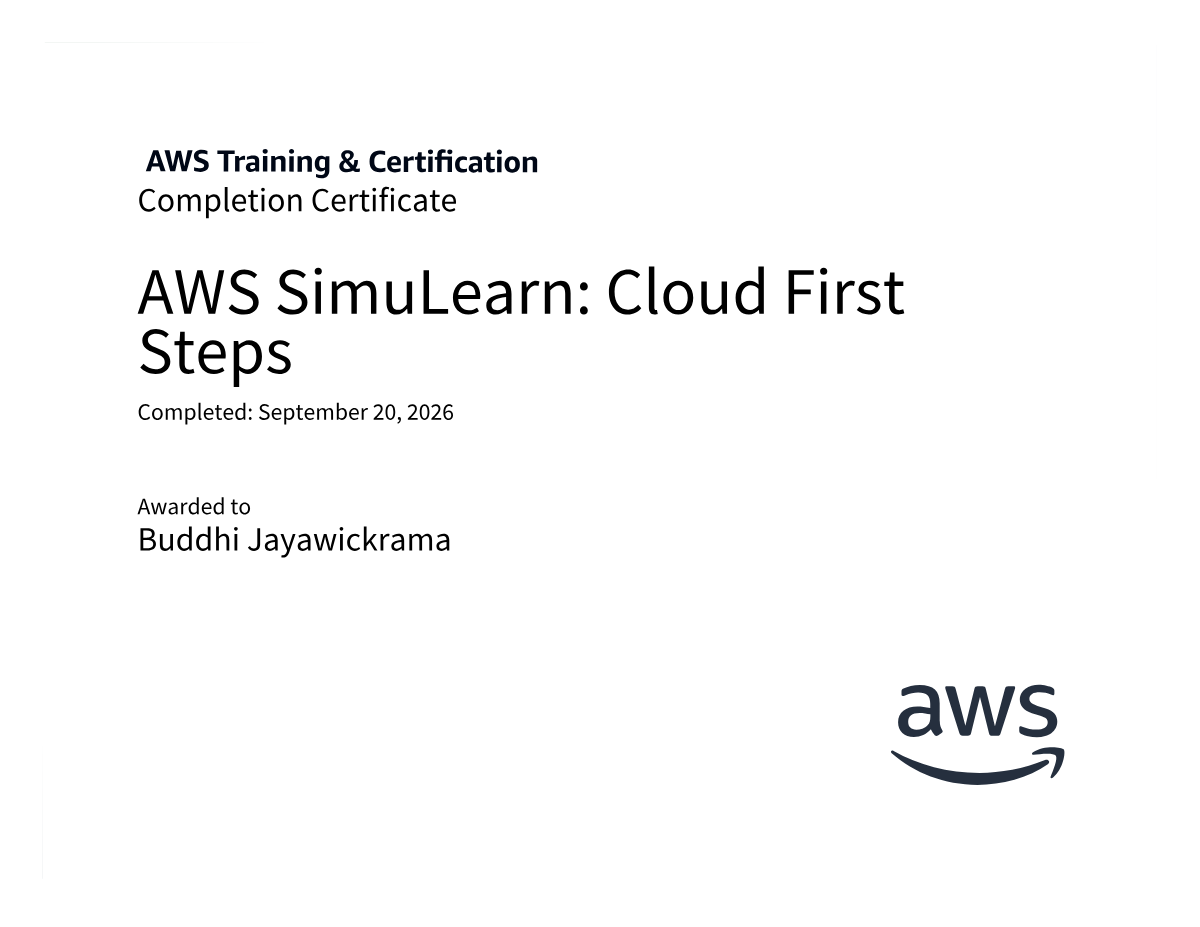 AWS Training & Certification
Completion Certificate
AWS SimuLearn: Cloud First
Steps
Completed: September 20, 2026
Awarded to
Buddhi Jayawickrama
aws